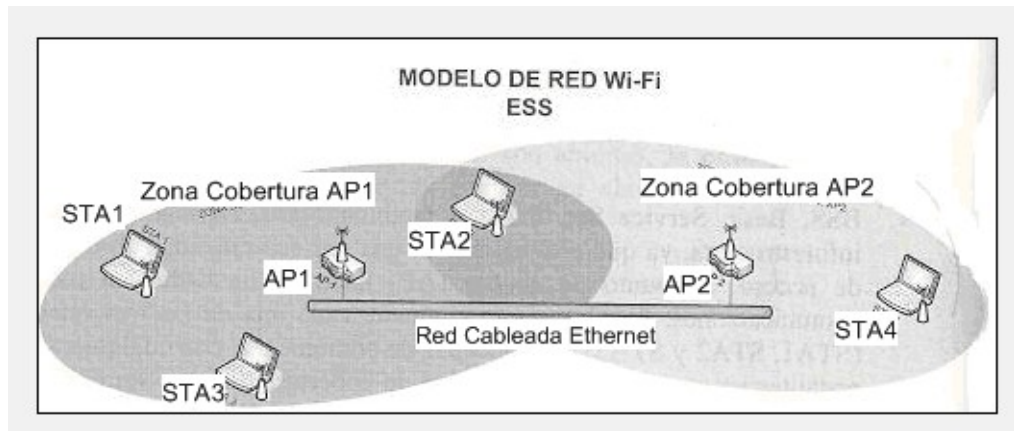 MODELO DE RED Wi-Fi
ESS
Zona Cobertura AP1
Zona Cobertura AP2
STA1
STA2
AP1
AP2
Red Cableada Ethernet
STA4
STA3